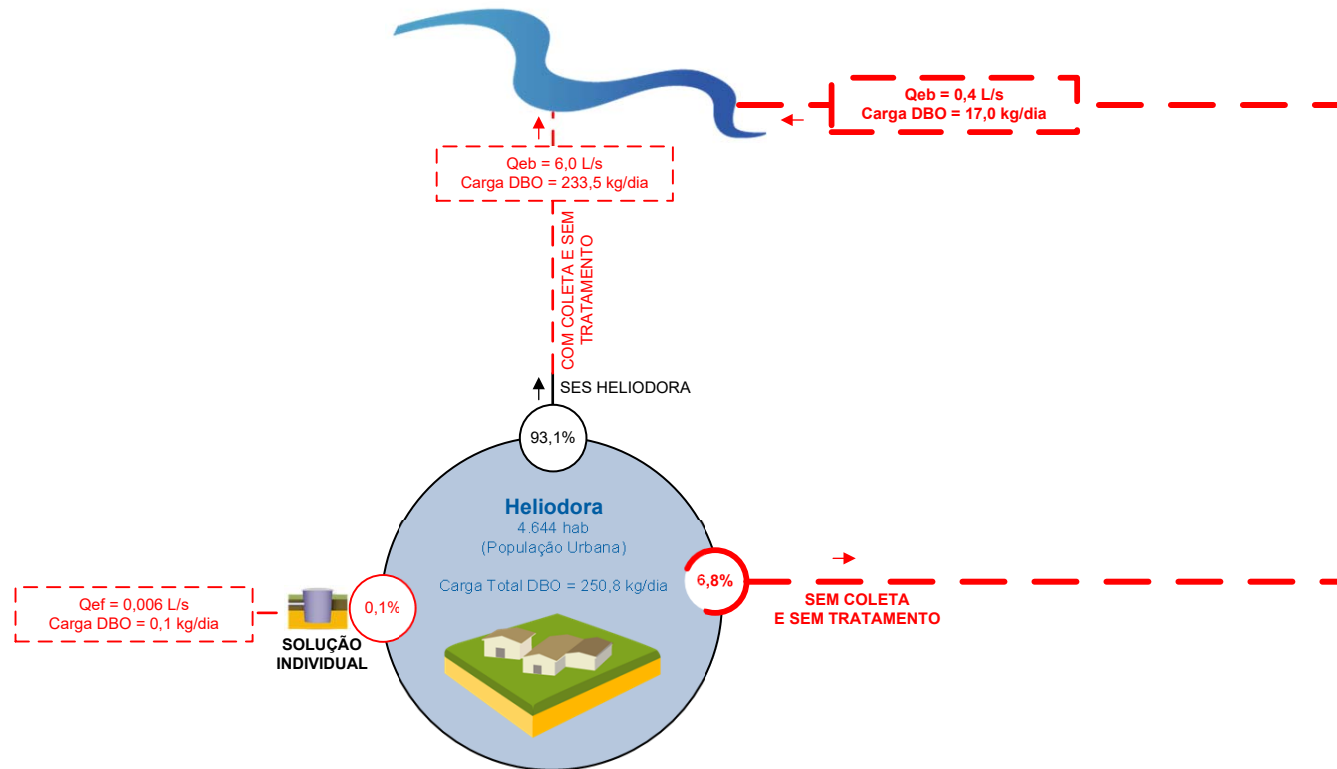 Qeb = 0,4 L/s
Carga DBO = 17,0 kg/dia
Qeb = 6,0 L/s
Carga DBO = 233,5 kg/dia
COM COLETA E SEM
TRATAMENTO
SES HELIODORA
93,1%
Heliodora
4.644 hab
(População Urbana)
Carga Total DBO = 250,8 kg/dia
6,8%
SEM COLETA
E SEM TRATAMENTO
0,1%
Qef = 0,006 L/s
Carga DBO = 0,1 kg/dia
SOLUÇÃO
INDIVIDUAL